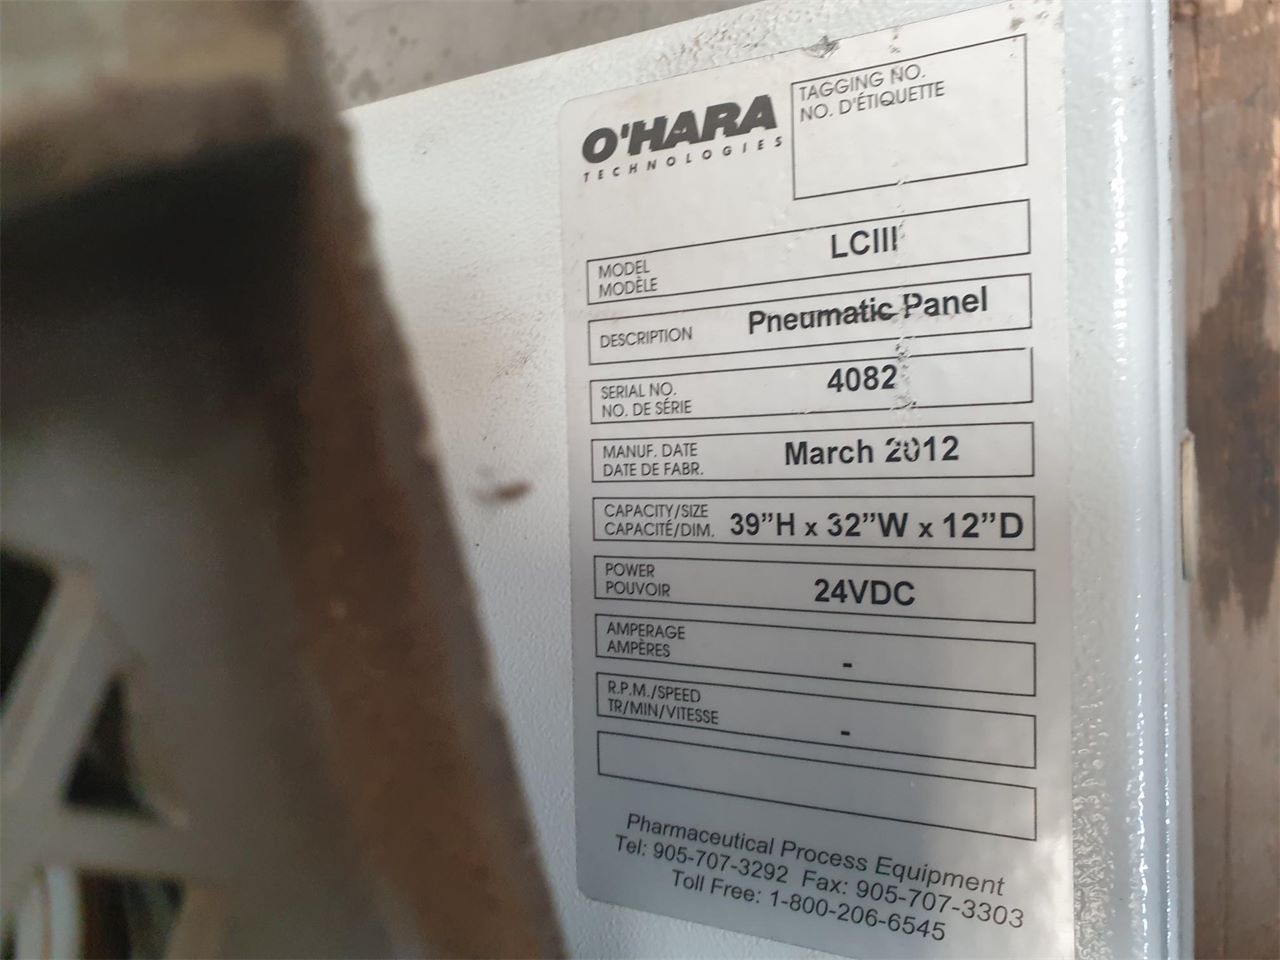 O'HARA
TECHNOLOGIES
TAGGING NO.
NO. D'ÉTIQUETTE
MODEL
MODÈLE
LCIII
DESCRIPTION
Pneumatic Panel
SERIAL NO.
NO. DE SÉRIE
4082
MANUF. DATE
DATE DE FABR.
March 2012
CAPACITY/SIZE
CAPACITÉ/DIM.
39”H x 32”W x 12”D
POWER
POUVOIR
24VDC
AMPERAGE
AMPÈRES
-
R.P.M./SPEED
TR/MIN/VITESSE
-
Pharmaceutical Process Equipment
Tel: 905-707-3292 Fax: 905-707-3303
Toll Free: 1-800-206-6545